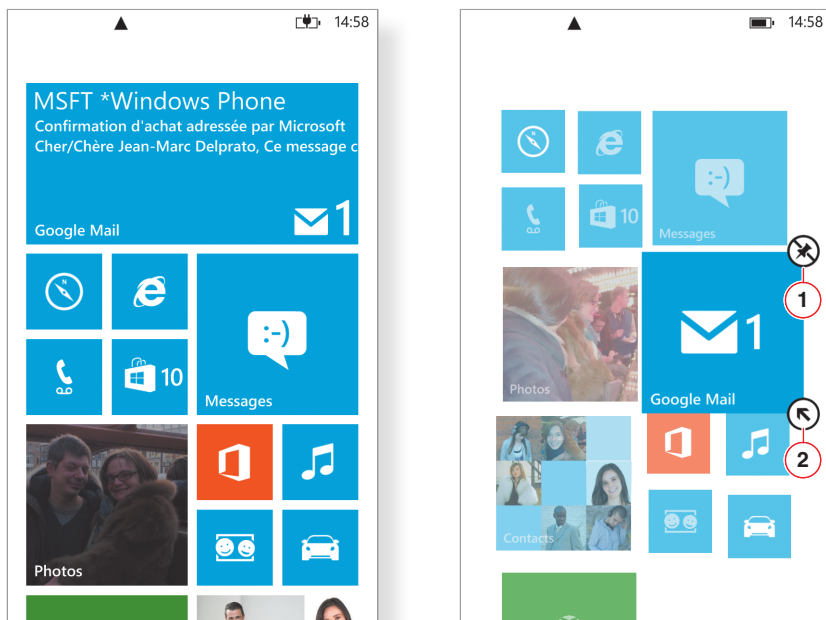 14:58
MSFT *Windows Phone
Confirmation d'achat adressée par Microsoft
Cher/Chère Jean-Marc Delprato, Ce message c
Google Mail
1
N
10
:-)
Messages
Photos
14:58
N
10
:-)
Messages
1
Photos
1
Google Mail
2
Contacts